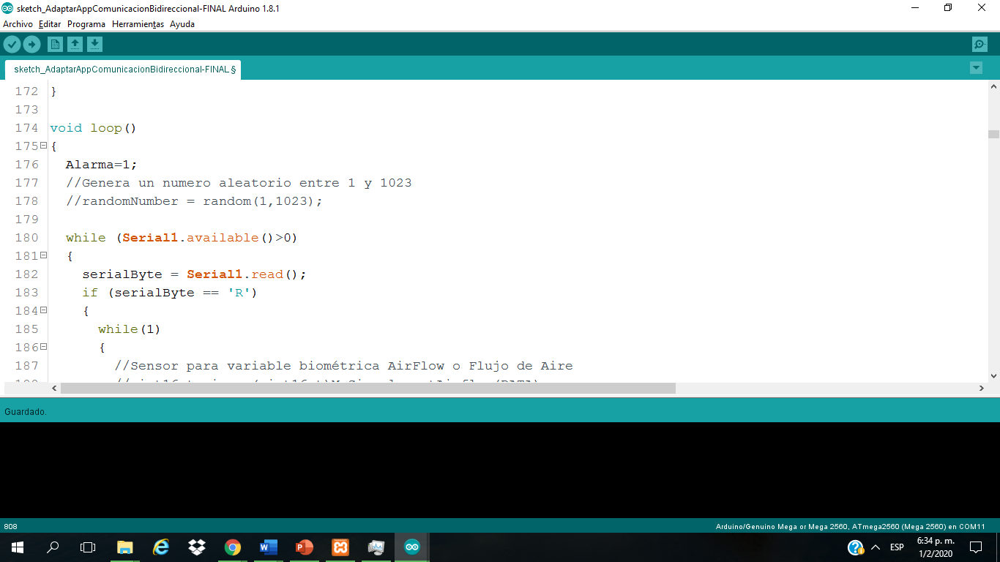 sketch_AdaptarAppComunicacionBidireccional-FINAL Arduino 1.8.1
Archivo Editar Programa Herramientas Ayuda
sketch_AdaptarAppComunicacionBidireccional-FINAL §
172 }
173
174 void loop()
175 {
176 Alarma=1;
177 //Genera un numero aleatorio entre 1 y 1023
178 //randomNumber = random(1,1023);
179
180 while (Serial1.available()>0)
181 {
182 serialByte = Serial1.read();
183 if (serialByte == 'R')
184 {
185 while(1)
186 {
187 //Sensor para variable biométrica AirFlow o Flujo de Aire
Guardado.
808
Arduino/Genuino Mega or Mega 2560, ATmega2560 (Mega 2560) en COM11
ESP
6:34 p. m.
1/2/2020